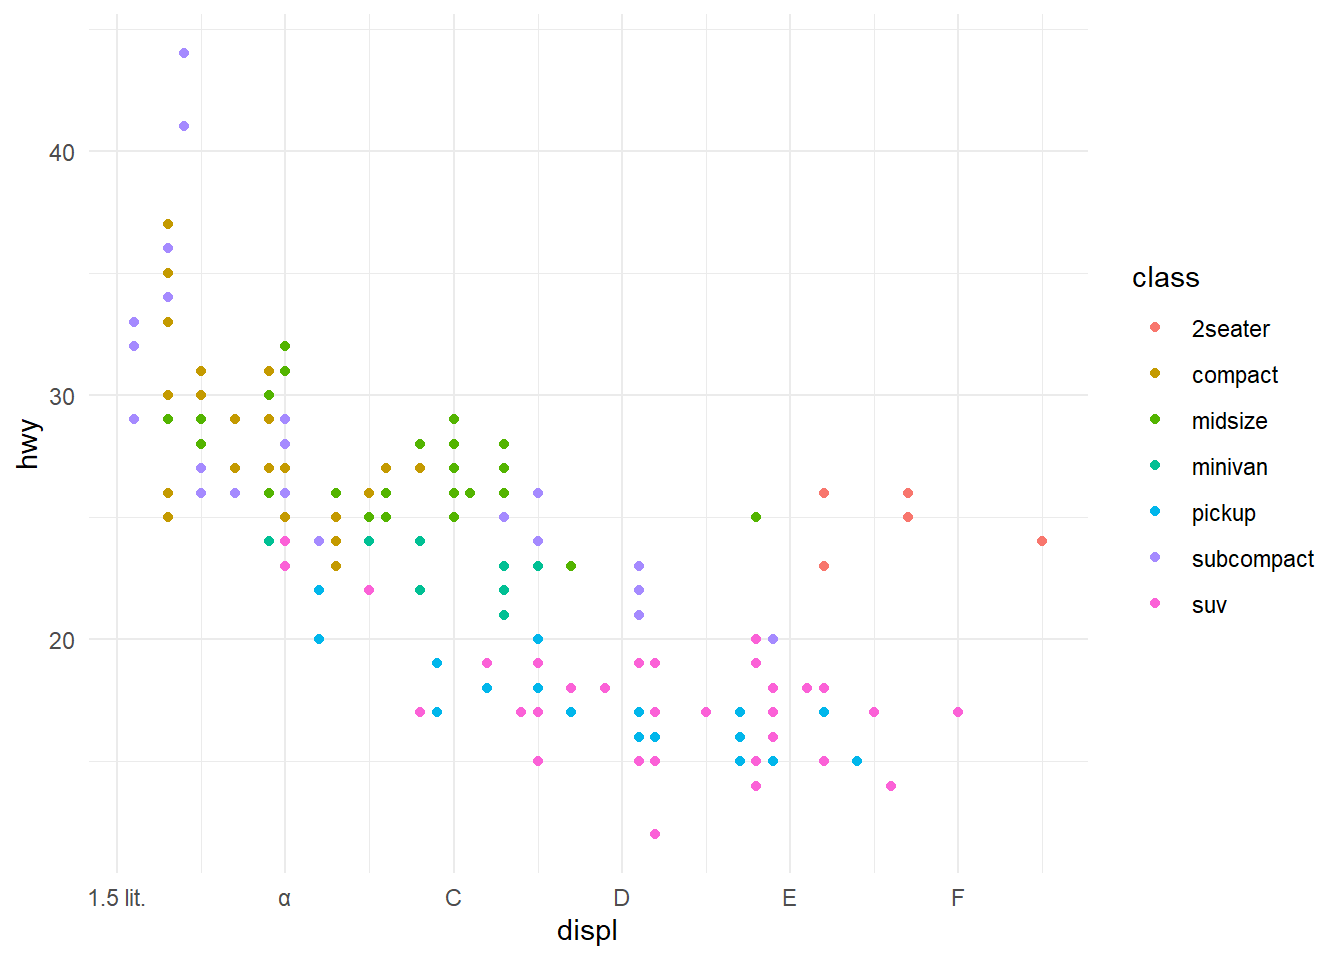 hwy
40
30
20
1.5 lit.
α
C
D
E
F
displ
class
2seater
compact
midsize
minivan
pickup
subcompact
suv